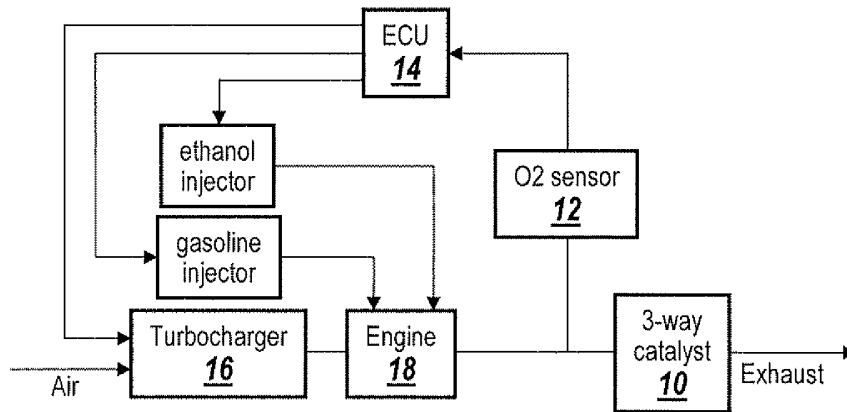 ECU
14
ethanol
injector
O2 sensor
12
gasoline
injector
Turbocharger
16
Engine
18
3-way
catalyst
10
Air
Exhaust